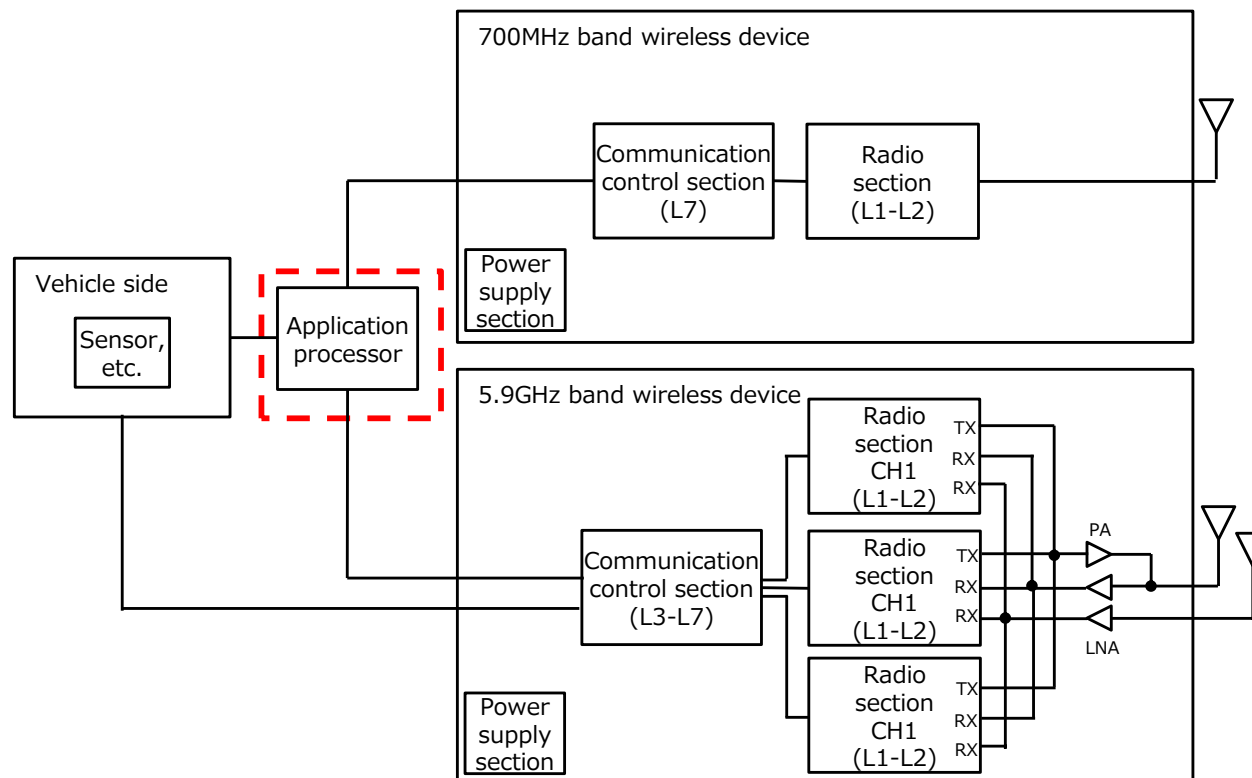 700MHz band wireless device
Communication
control section
(L7)
Radio
section
(L1-L2)
Power
supply
section
Vehicle side
Sensor,
etc.
Application
processor
5.9GHz band wireless device
Radio
section
CH1
(L1-L2)
TX
RX
RX
Communication
control section
(L3-L7)
Radio
section
CH1
(L1-L2)
TX
RX
RX
PA
LNA
Radio
section
CH1
(L1-L2)
TX
RX
RX
Power
supply
section